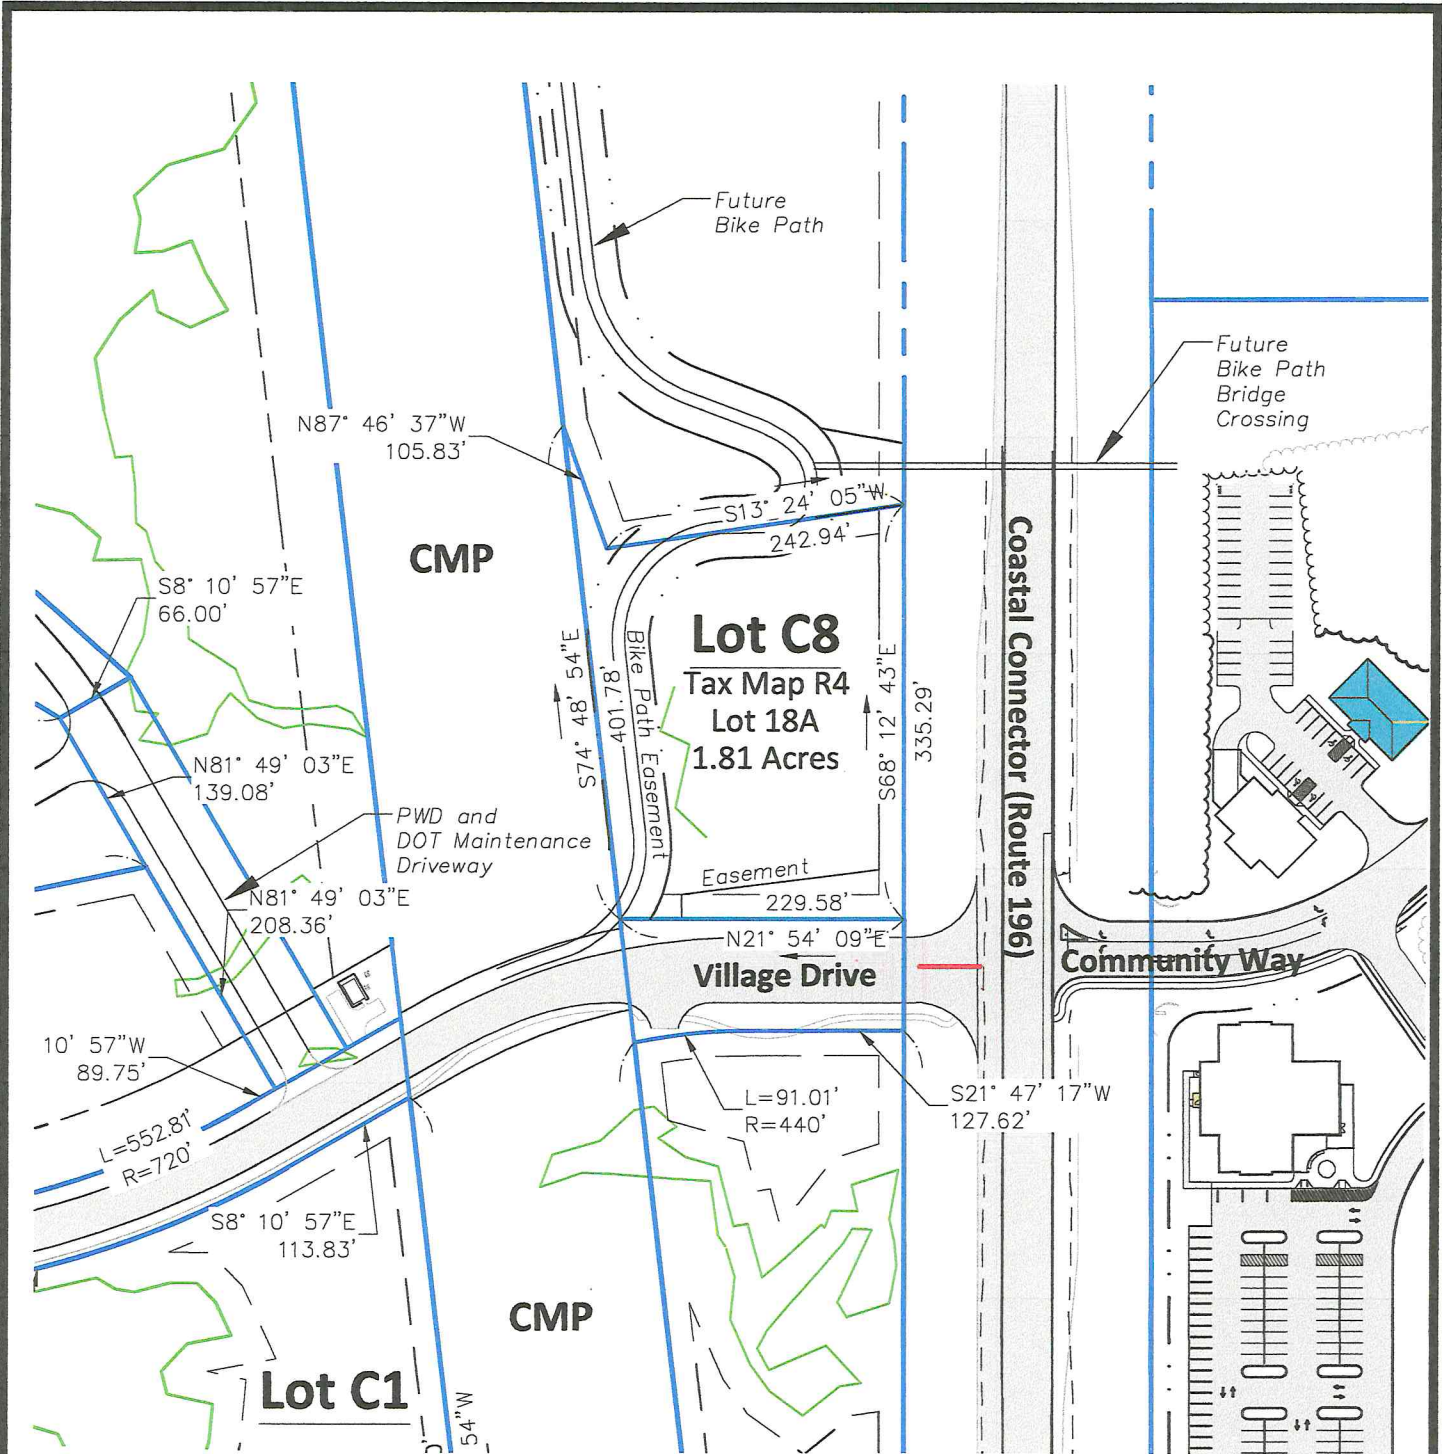 Future
Bike Path
Future
Bike Path
Bridge
Crossing
N87° 46' 37"W
105.83'
S13° 24' 05"W
242.94'
CMP
S8° 10' 57"E
66.00'
Lot C8
Tax Map R4
Lot 18A
1.81 Acres
S74° 48' 54"E
401.78'
Bike Path Easement
S68° 12' 43"E
335.29'
Coastal Connector (Route 196)
N81° 49' 03"E
139.08'
PWD and
DOT Maintenance
Driveway
Easement
229.58'
N21° 54' 09"E
N81° 49' 03"E
208.36'
Village Drive
Community Way
10' 57"W
89.75'
L=91.01'
R=440'
S21° 47' 17"W
127.62'
L=552.81'
R=720'
S8° 10' 57"E
113.83'
CMP
Lot C1
54"W
0'